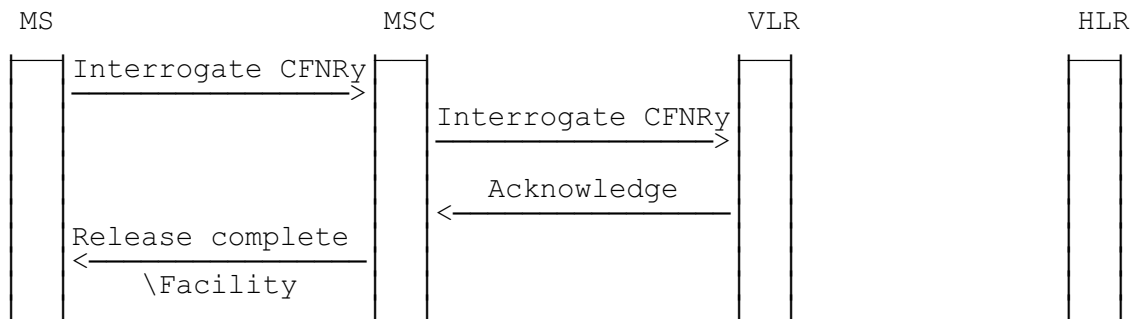 MS MSC VLR HLR
Interrogate CFNRy
Interrogate CFNRy
Acknowledge
Release complete
\Facility